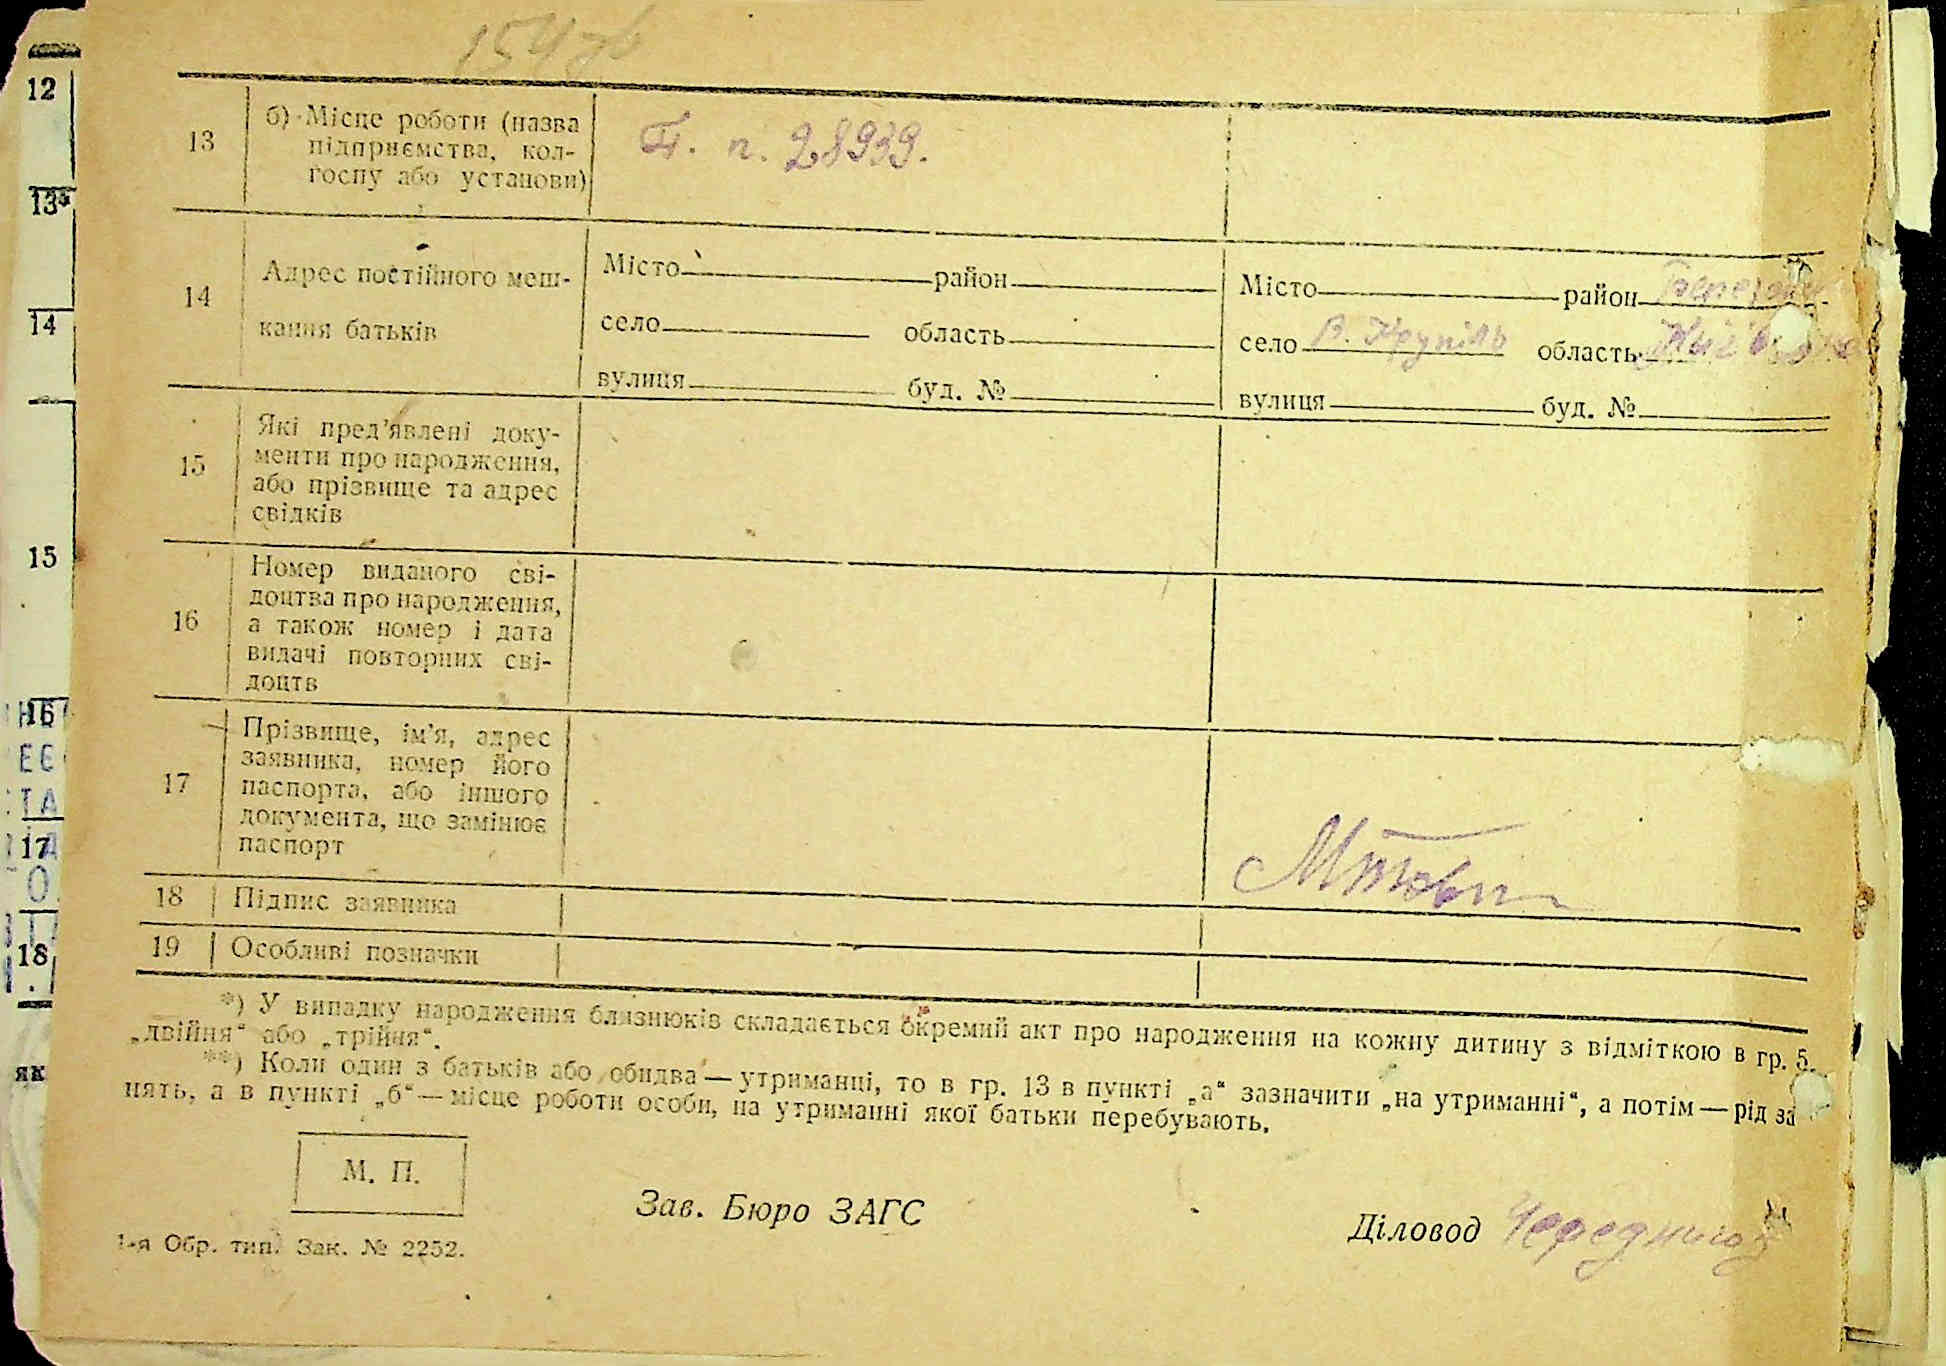 154
12
13
б) Місце роботи (назва
підприємства, кол-
госпу або установи)
П. п. 28939.
13
14
Адрес постійного меш-
кання батьків
Місто район
село область
вулиця буд. №
Місто район
село В. Крупіль область
вулиця буд. №
14
15
Які пред’явлені доку-
менти про народження,
або прізвище та адрес
свідків
15
16
Номер виданого сві-
доцтва про народження,
а також номер і дата
видачі повторних сві-
доцтв
16
17
Прізвище, ім’я, адрес
заявника, номер його
паспорта, або іншого
документа, що замінює
паспорт
17
18 Підпис заявника
18
19 Особливі позначки
*) У випадку народження близнюків складається окремий акт про народження на кожну дитину з відміткою в гр. 5.
„двійня“ або „трійня“.
**) Коли один з батьків або обидва — утриманці, то в гр. 13 в пункті „а“ зазначити „на утриманні“, а потім — рід за
нять, а в пункті „б“ — місце роботи особи, на утриманні якої батьки перебувають.
як
М. П.
Зав. Бюро ЗАГС
Діловод
1-я Обр. тип. Зак. № 2252.